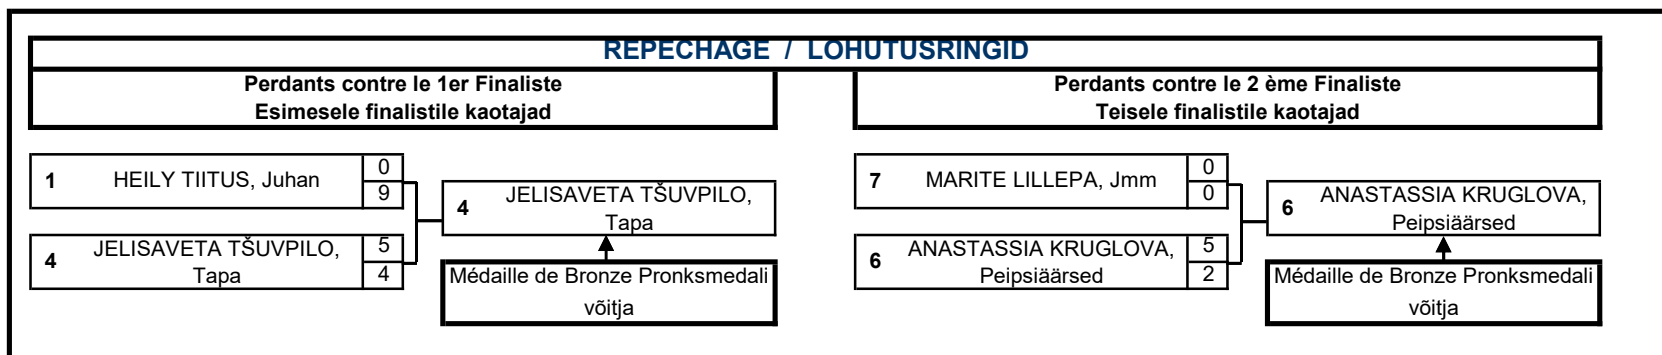 REPECHAGE / LOHUTUSRINGID
Perdants contre le 1er Finaliste
Esimesele finalistile kaotajad
Perdants contre le 2 ème Finaliste
Teisele finalistile kaotajad
1 HEILY TIITUS, Juhan 0
9
4 JELISAVETA TŠUVPILO, 5
Tapa 4
4 JELISAVETA TŠUVPILO,
Tapa
Médaille de Bronze Pronksmedali
võitja
7 MARITE LILLEPA, Jmm 0
0
6 ANASTASSIA KRUGLOVA, 5
Peipsiäärsed 2
6 ANASTASSIA KRUGLOVA,
Peipsiäärsed
Médaille de Bronze Pronksmedali
võitja